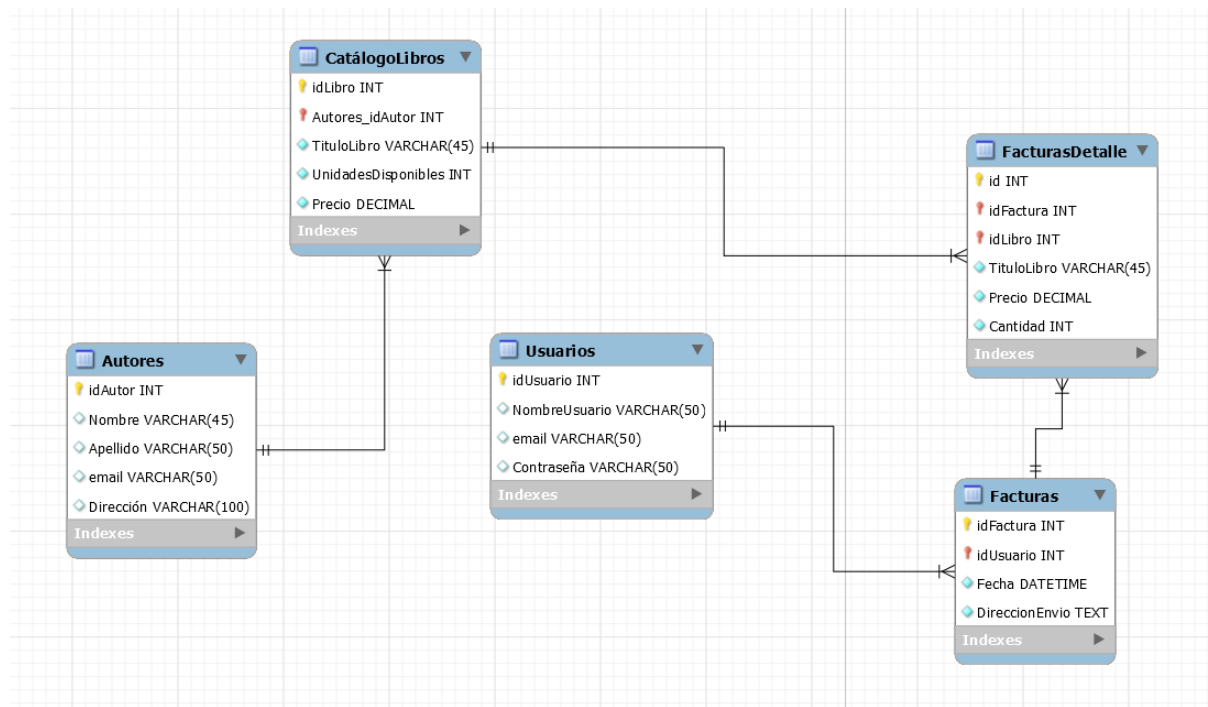 CatálogoLibros
idLibro INT
Autores_idAutor INT
TituloLibro VARCHAR(45)
UnidadesDisponibles INT
Precio DECIMAL
Indexes
FacturasDetalle
id INT
idFactura INT
idLibro INT
TituloLibro VARCHAR(45)
Precio DECIMAL
Cantidad INT
Indexes
Autores
idAutor INT
Nombre VARCHAR(45)
Apellido VARCHAR(50)
email VARCHAR(50)
Dirección VARCHAR(100)
Indexes
Usuarios
idUsuario INT
NombreUsuario VARCHAR(50)
email VARCHAR(50)
Contraseña VARCHAR(50)
Indexes
Facturas
idFactura INT
idUsuario INT
Fecha DATETIME
DireccionEnvio TEXT
Indexes